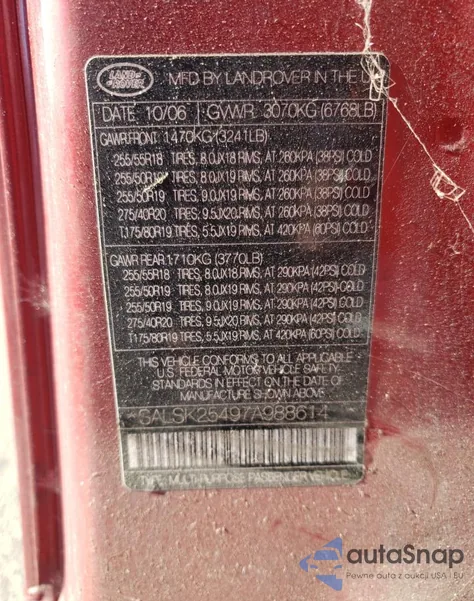 LAND ROVER
MFD BY LANDROVER IN THE U
DATE: 10/06 GVWR 3070KG (6768LB)
GAWR FRONT 1470KG (3241LB)
255/55R18 TIRES, 8.0JX18 RIMS, AT 260KPA (38PSI) COLD
255/50R19 TIRES, 8.0JX19 RIMS, AT 260KPA (38PSI) COLD
255/50R19 TIRES, 9.0JX19 RIMS, AT 260KPA (38PSI) COLD
275/40R20 TIRES, 9.5JX20 RIMS, AT 260KPA (38PSI) COLD
T175/80R19 TIRES, 5.5JX19 RIMS, AT 420KPA (60PSI) COLD
GAWR REAR 1710KG (3770LB)
255/55R18 TIRES, 8.0JX18 RIMS, AT 290KPA (42PSI) COLD
255/50R19 TIRES, 8.0JX19 RIMS, AT 290KPA (42PSI) COLD
255/50R19 TIRES, 9.0JX19 RIMS, AT 290KPA (42PSI) COLD
275/40R20 TIRES, 9.5JX20 RIMS, AT 290KPA (42PSI) COLD
T175/80R19 TIRES, 5.5JX19 RIMS, AT 420KPA (60PSI) COLD
THIS VEHICLE CONFORMS TO ALL APPLICABLE
U.S. FEDERAL MOTOR VEHICLE SAFETY
STANDARDS IN EFFECT ON THE DATE OF
MANUFACTURE SHOWN ABOVE
SALSK25497A988614
TYPE: MULTI-PURPOSE PASSENGER VEHICLE
autoSnap
Pewne auta z aukcji USA i EU